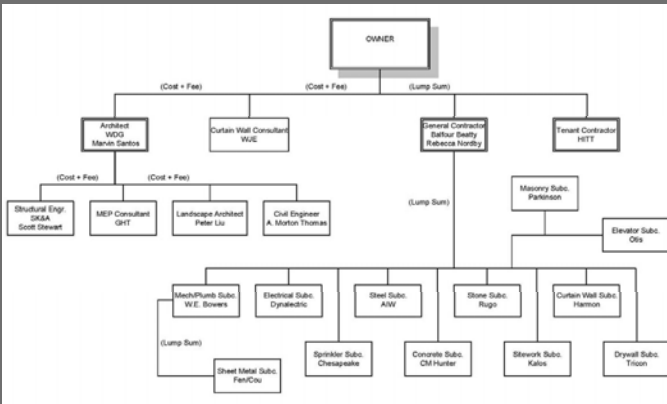 OWNER
(Cost + Fee)
(Cost + Fee)
(Lump Sum)
Architect
WDG
Marvin Santos
Curtain Wall Consultant
WJE
General Contractor
Balfour Beatty
Rebecca Nordby
Tenant Contractor
HITT
(Cost + Fee)
(Cost + Fee)
Structural Engr.
SK&A
Scott Stewart
MEP Consultant
GHT
Landscape Architect
Peter Liu
Civil Engineer
A. Morton Thomas
(Lump Sum)
Masonry Subc.
Parkinson
Elevator Subc.
Otis
Mech/Plumb Subc.
W.E. Bowers
Electrical Subc.
Dynalectric
Steel Subc.
AIW
Stone Subc.
Rugo
Curtain Wall Subc.
Harmon
(Lump Sum)
Sheet Metal Subc.
Fen/Cou
Sprinkler Subc.
Chesapeake
Concrete Subc.
CM Hunter
Sitework Subc.
Kalos
Drywall Subc.
Tricon